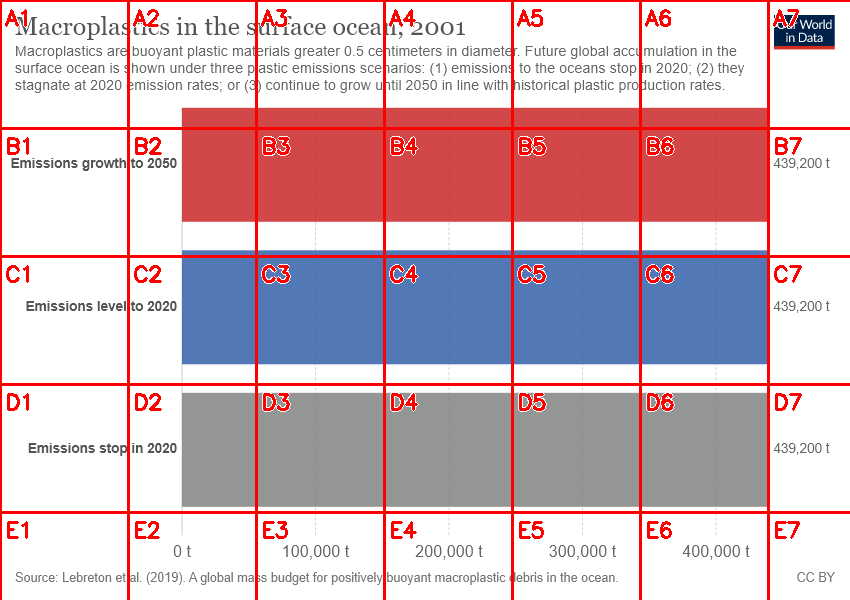 Macroplastics in the surface ocean, 2001
Our World
in Data
Macroplastics are buoyant plastic materials greater 0.5 centimeters in diameter. Future global accumulation in the
surface ocean is shown under three plastic emissions scenarios: (1) emissions to the oceans stop in 2020; (2) they
stagnate at 2020 emission rates; or (3) continue to grow until 2050 in line with historical plastic production rates.
A1 A2 A3 A4 A5 A6 A7
B1 B2 B3 B4 B5 B6 B7
Emissions growth to 2050 439,200 t
C1 C2 C3 C4 C5 C6 C7
Emissions level to 2020 439,200 t
D1 D2 D3 D4 D5 D6 D7
Emissions stop in 2020 439,200 t
E1 E2 E3 E4 E5 E6 E7
0 t 100,000 t 200,000 t 300,000 t 400,000 t
Source: Lebreton et al. (2019). A global mass budget for positively buoyant macroplastic debris in the ocean. CC BY